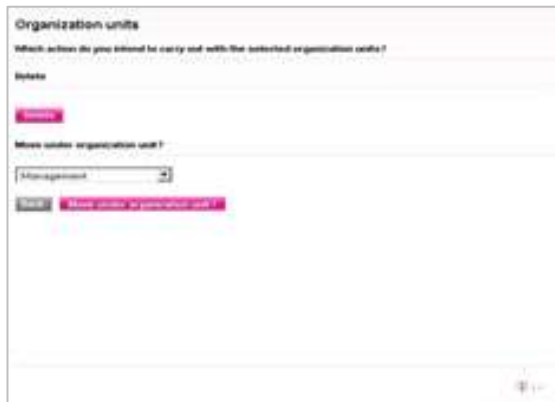 Organization units
Which action do you intend to carry out with the selected organization units?
Delete
Delete
Move under organization unit?
Management
Back Move under organization unit?